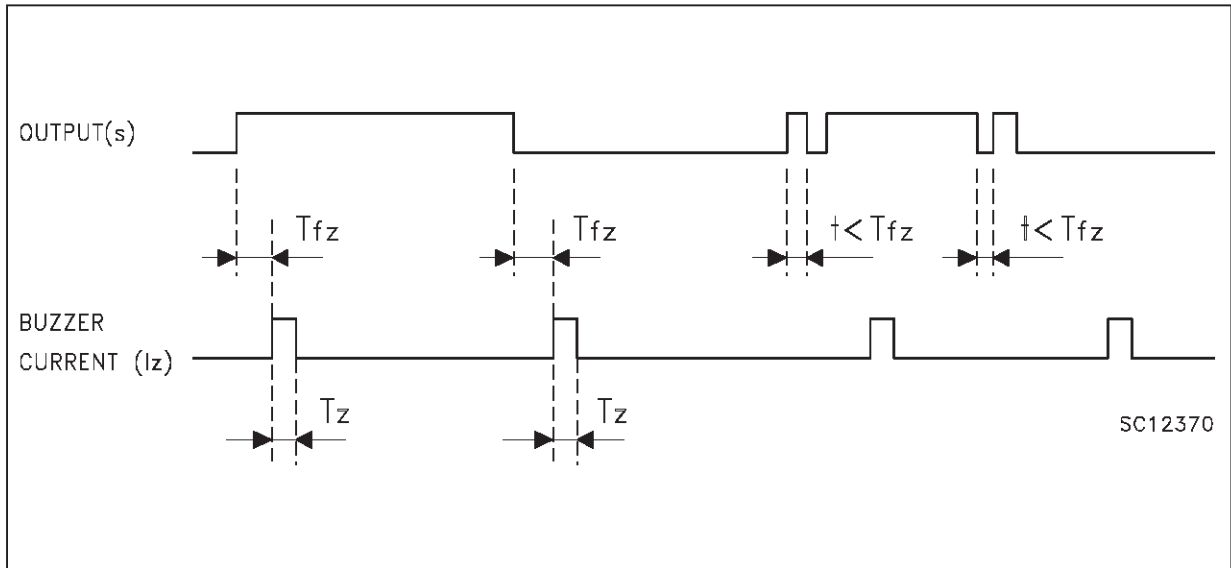 OUTPUT(s)
Tfz
Tfz
t<Tfz
t<Tfz
BUZZER
CURRENT (Iz)
Tz
Tz
SC12370